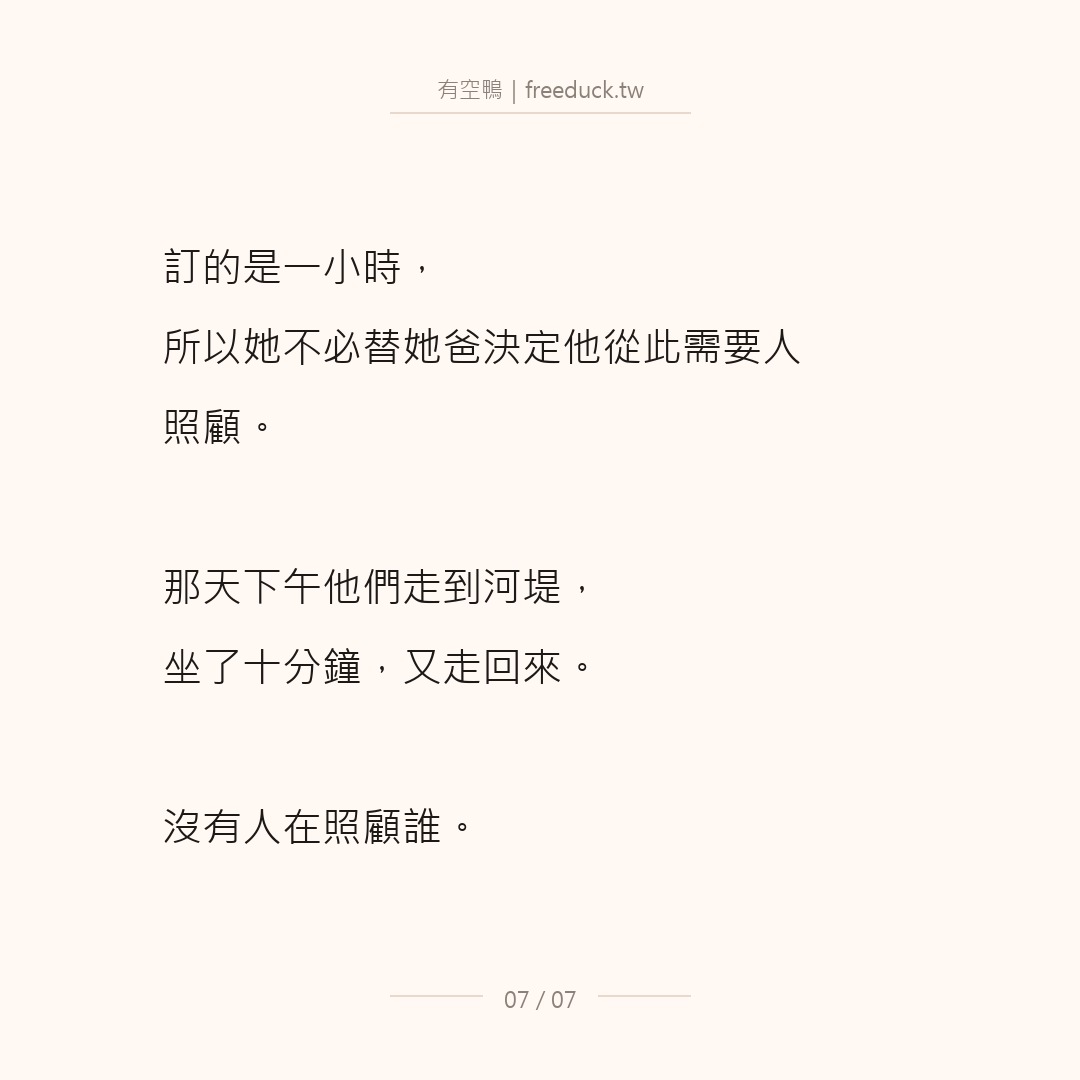 有空鴨｜freeduck.tw
訂的是一小時，
所以她不必替她爸決定他從此需要人
照顧。
那天下午他們走到河堤，
坐了十分鐘，又走回來。
沒有人在照顧誰。
07 / 07